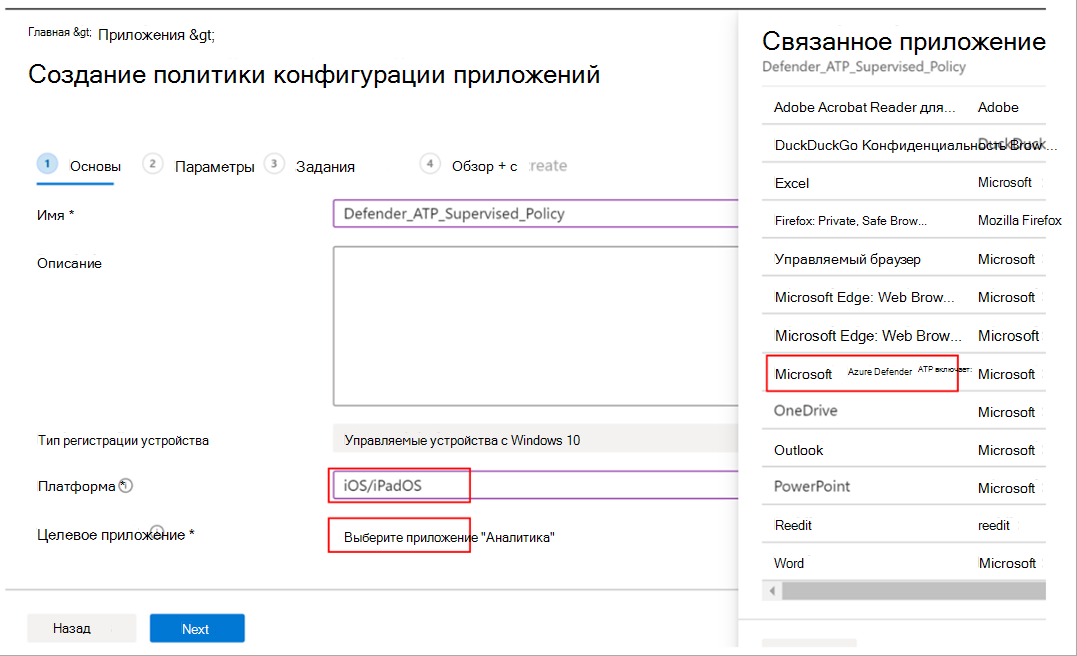 Главная &gt; Приложения &gt;
Создание политики конфигурации приложений
1 Основы 2 Параметры 3 Задания 4 Обзор + с create
Имя *
Defender_ATP_Supervised_Policy
Описание
Тип регистрации устройства
Управляемые устройства с Windows 10
Платформа *
iOS/iPadOS
Целевое приложение *
Выберите приложение "Аналитика"
Назад
Next
Связанное приложение
Defender_ATP_Supervised_Policy
Adobe Acrobat Reader для... Adobe
DuckDuckGo Конфиденциальность Brow... DuckDuck
Excel Microsoft
Firefox: Private, Safe Brow... Mozilla Firefox
Управляемый браузер Microsoft
Microsoft Edge: Web Brow... Microsoft
Microsoft Edge: Web Brow... Microsoft
Microsoft Azure Defender ATP включает: Microsoft
OneDrive Microsoft
Outlook Microsoft
PowerPoint Microsoft
Reedit reedit
Word Microsoft